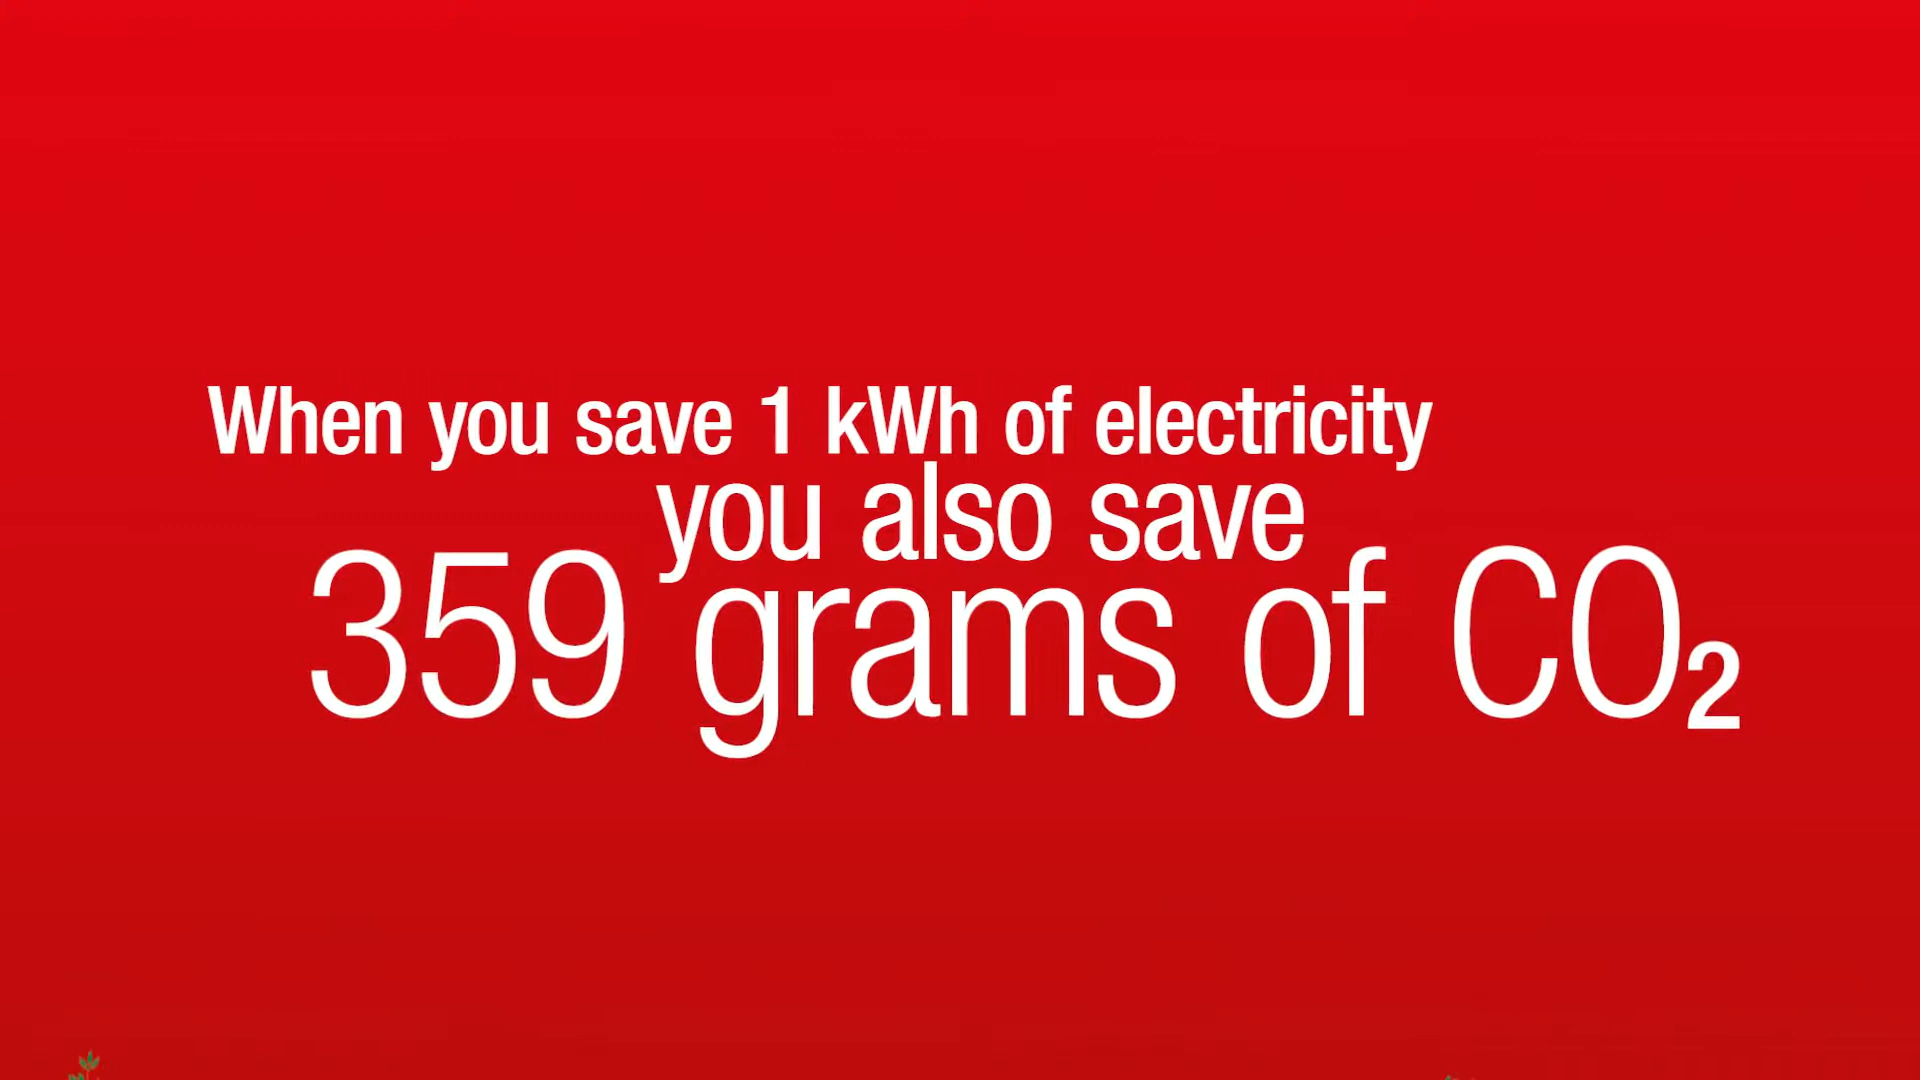 When you save 1 kWh of electricity
you also save
359 grams of CO₂